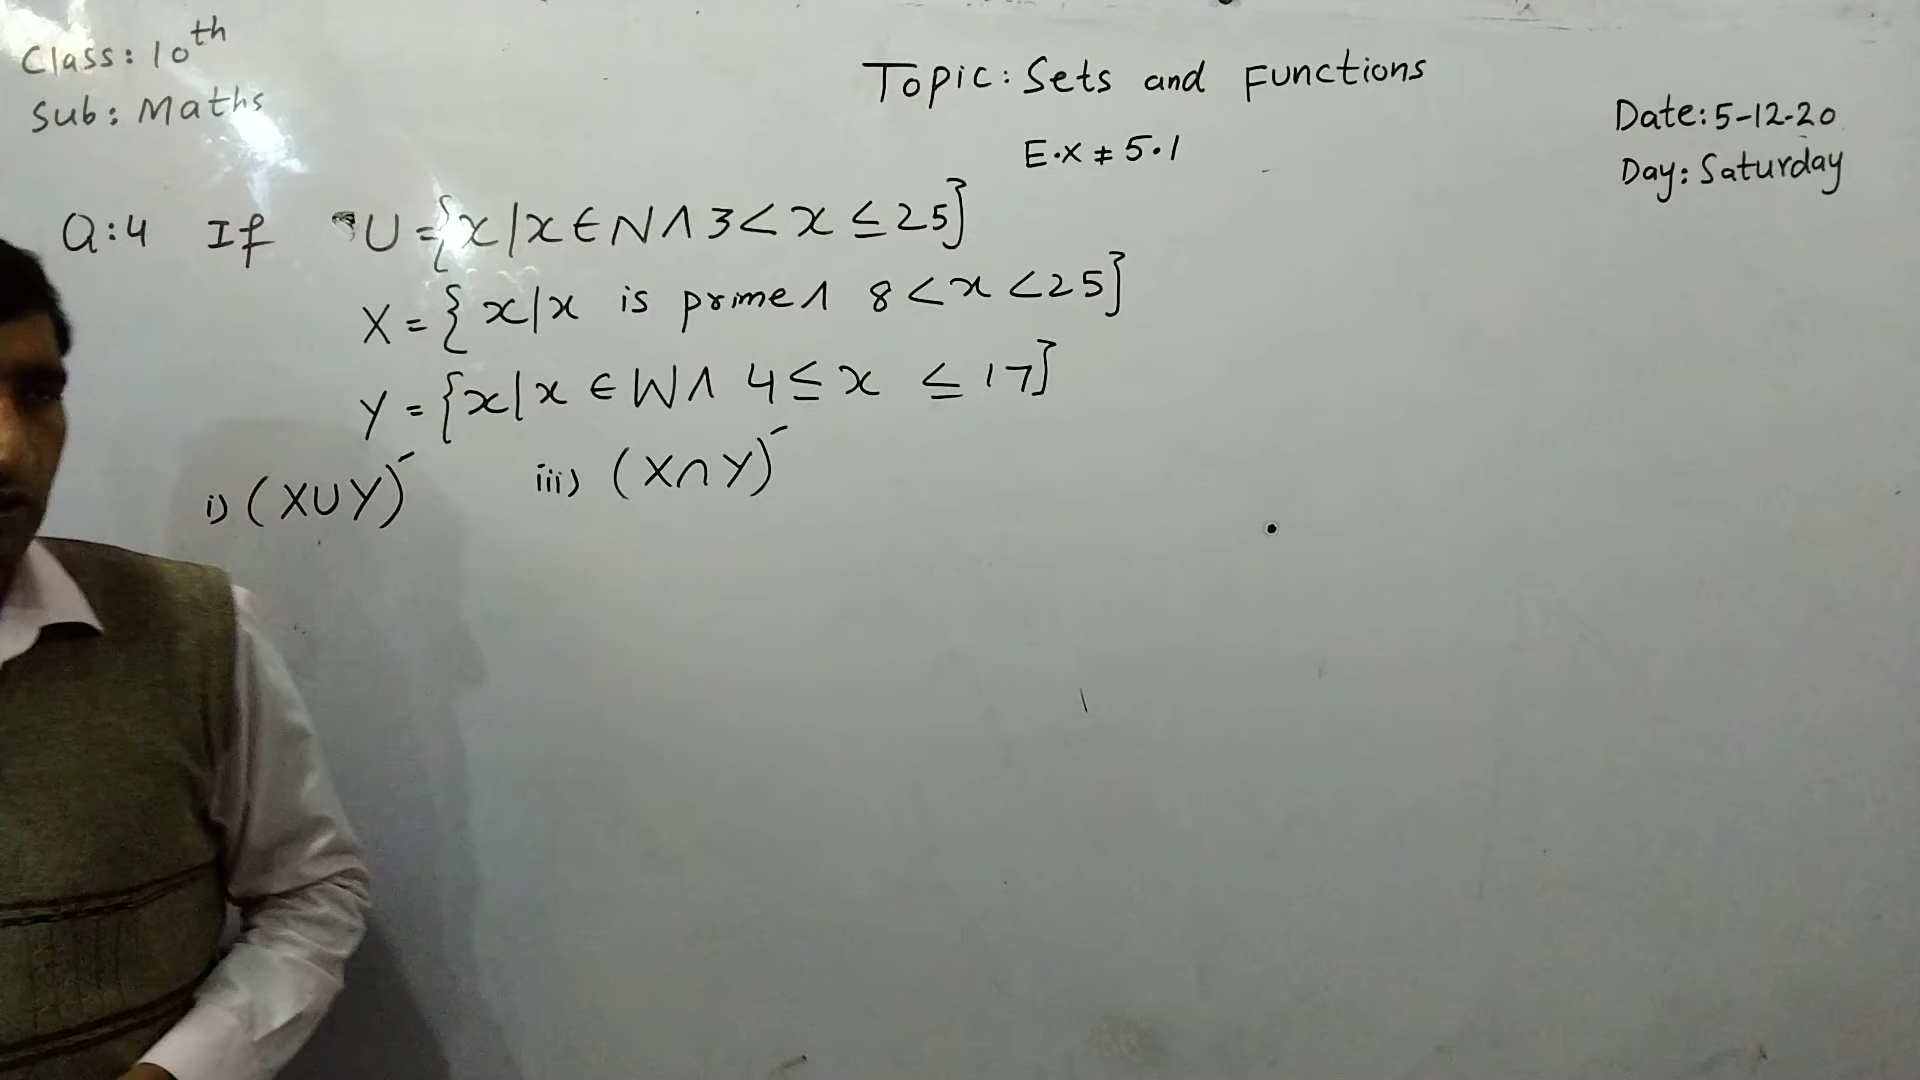 Class: 10th
Sub: Maths
Topic: Sets and Functions
E.x ≠ 5.1
Date: 5-12-20
Day: Saturday
Q:4 If U = {x/x ∈ N ∧ 3 < x ≤ 25}
X = {x/x is prime ∧ 8 < x < 25}
Y = {x/x ∈ W ∧ 4 ≤ x ≤ 17}
i) (X∪Y)′ iii) (X∩Y)′